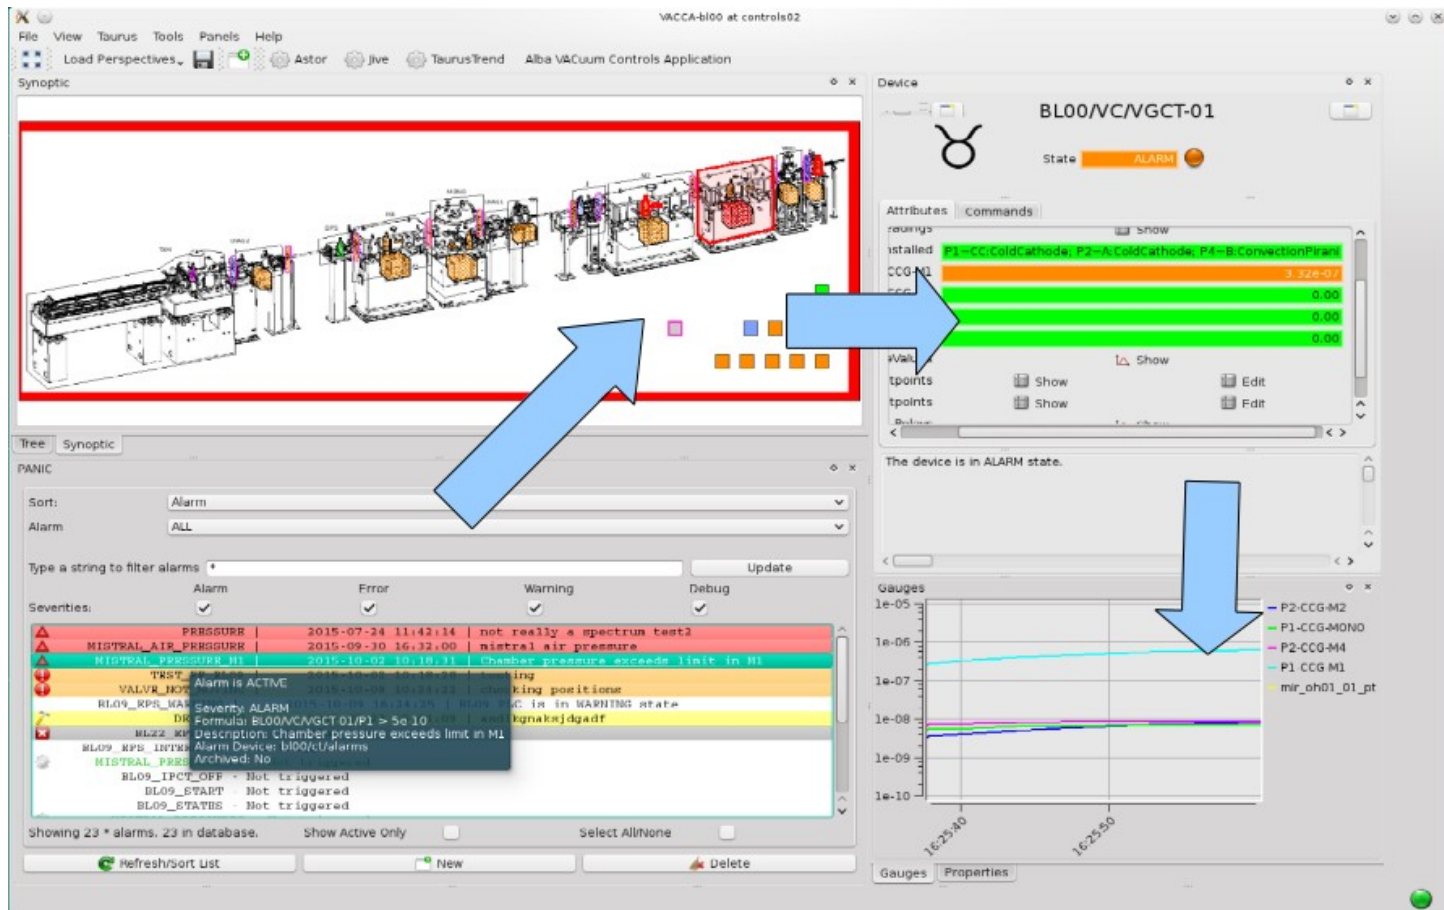 VACCA-bl00 at controls02
File View Taurus Tools Panels Help
Load Perspectives Astor Jive TaurusTrend Alba VACuum Controls Application
Synoptic
MONO
M2
Tree Synoptic
PANIC
Sort: Alarm
Alarm ALL
Type a string to filter alarms * Update
Alarm Error Warning Debug
Severities:
PRESSURE | 2015-07-24 11:42:14 | not really a spectrum test2
MISTRAL_AIR_PRESSURE | 2015-09-30 16:32:00 | mistral air pressure
MISTRAL_PRESSURE_M1 | 2015-10-02 10:18:31 | Chamber pressure exceeds limit in M1
positions
is in WARNING state
Alarm is ACTIVE
Severity: ALARM
Formula: BL00/VC/VGCT-01/P1 > 5e-10
Description: Chamber pressure exceeds limit in M1
Alarm Device: bl00/ct/alarms
Archived: No
BL09_IPCT_OFF - Not triggered
BL09_START - Not triggered
BL09_STATUS - Not triggered
Showing 23 * alarms, 23 in database. Show Active Only Select All/None
Refresh/Sort List New Delete
Device
BL00/VC/VGCT-01
State ALARM
Attributes Commands
Show
P1-CC:ColdCathode; P2-A:ColdCathode; P4-B:ConvectionPirani
3.32e-07
0.00
0.00
0.00
Show
tpoints Show Edit
tpoints Show Edit
The device is in ALARM state.
Gauges
1e-05
1e-06
1e-07
1e-08
1e-09
1e-10
16:25:40
16:25:50
P2-CCG-M2
P1-CCG-MONO
P2-CCG-M4
P1-CCG-M1
mir_oh01_01_pt
Gauges Properties